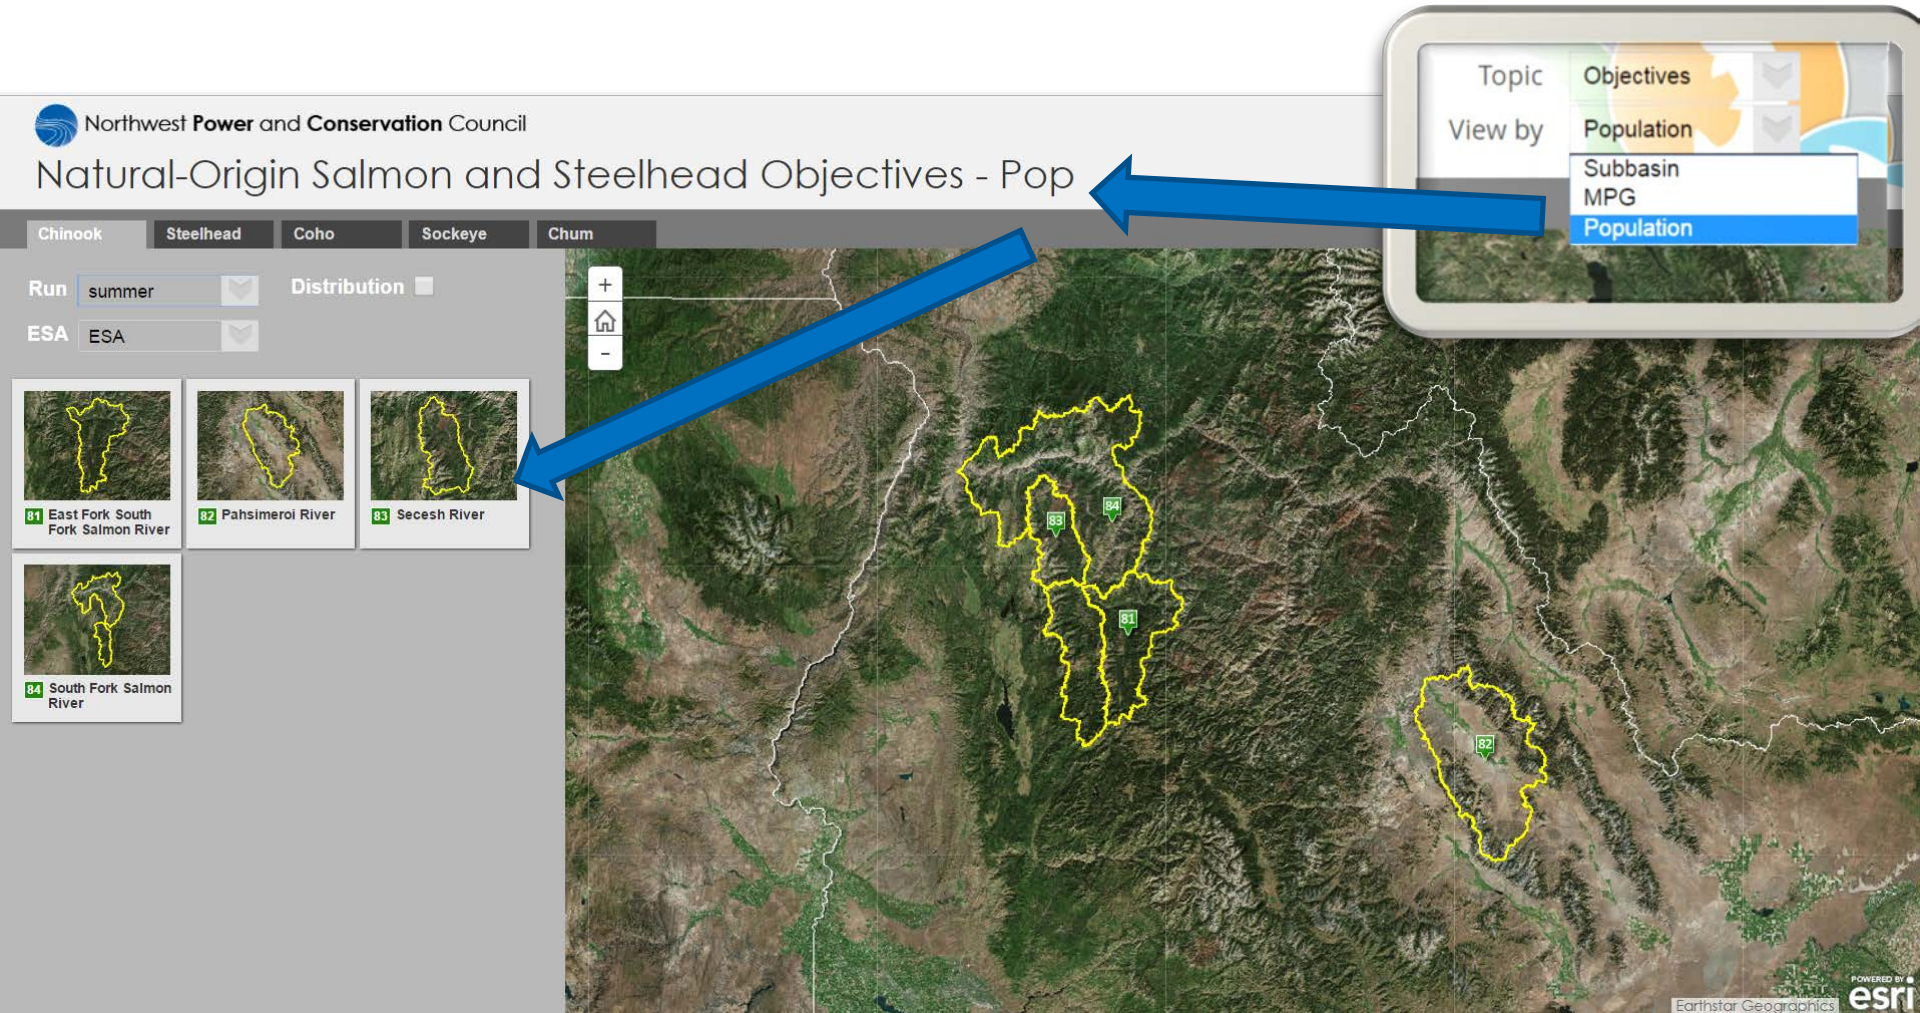 Topic Objectives
View by Population
Subbasin
MPG
Population
Northwest Power and Conservation Council
Natural-Origin Salmon and Steelhead Objectives - Pop
Chinook Steelhead Coho Sockeye Chum
Run summer Distribution
ESA ESA
+
-
81 East Fork South
Fork Salmon River
82 Pahsimeroi River
83 Secesh River
84 South Fork Salmon
River
83
84
81
82
POWERED BY
esri
Earthstar Geographics